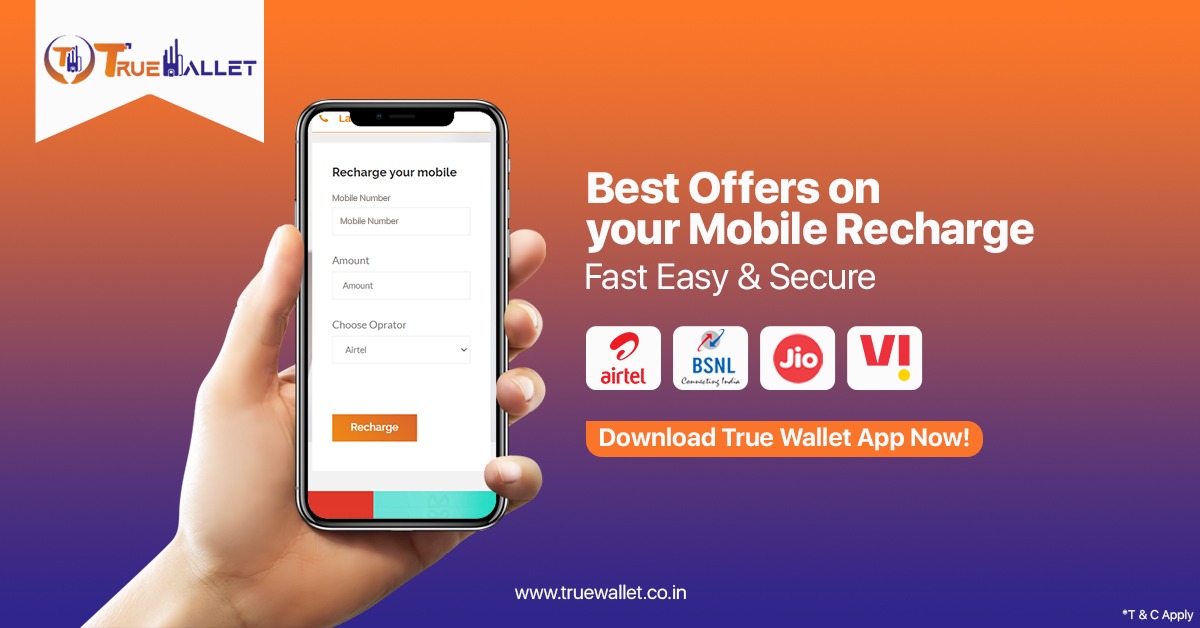 TRUEWALLET
La
Recharge your mobile
Mobile Number
Mobile Number
Amount
Amount
Choose Oprator
Airtel
Recharge
Best Offers on
your Mobile Recharge
Fast Easy & Secure
airtel
BSNL
Connecting India
Jio
VI
Download True Wallet App Now!
www.truewallet.co.in
*T & C Apply